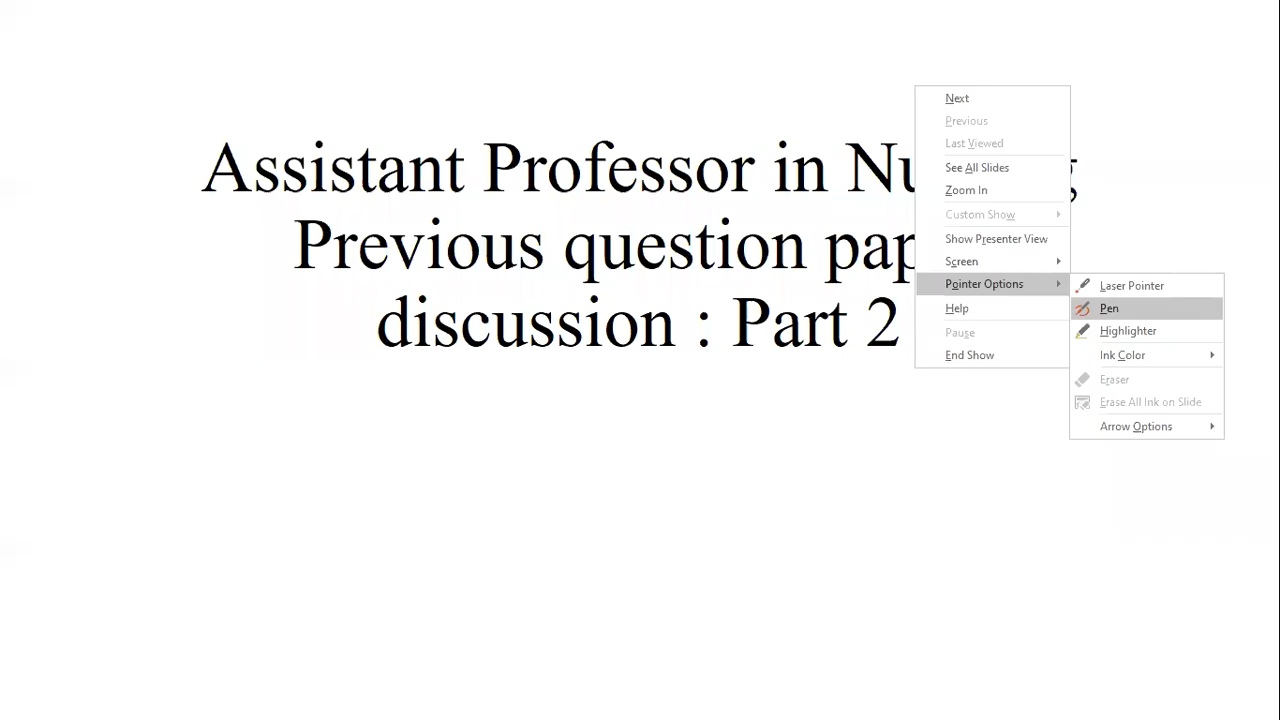 Assistant Professor in Nu g
Previous question pap
discussion : Part 2
Next
Previous
Last Viewed
See All Slides
Zoom In
Custom Show
Show Presenter View
Screen
Pointer Options
Help
Pause
End Show
Laser Pointer
Pen
Highlighter
Ink Color
Eraser
Erase All Ink on Slide
Arrow Options